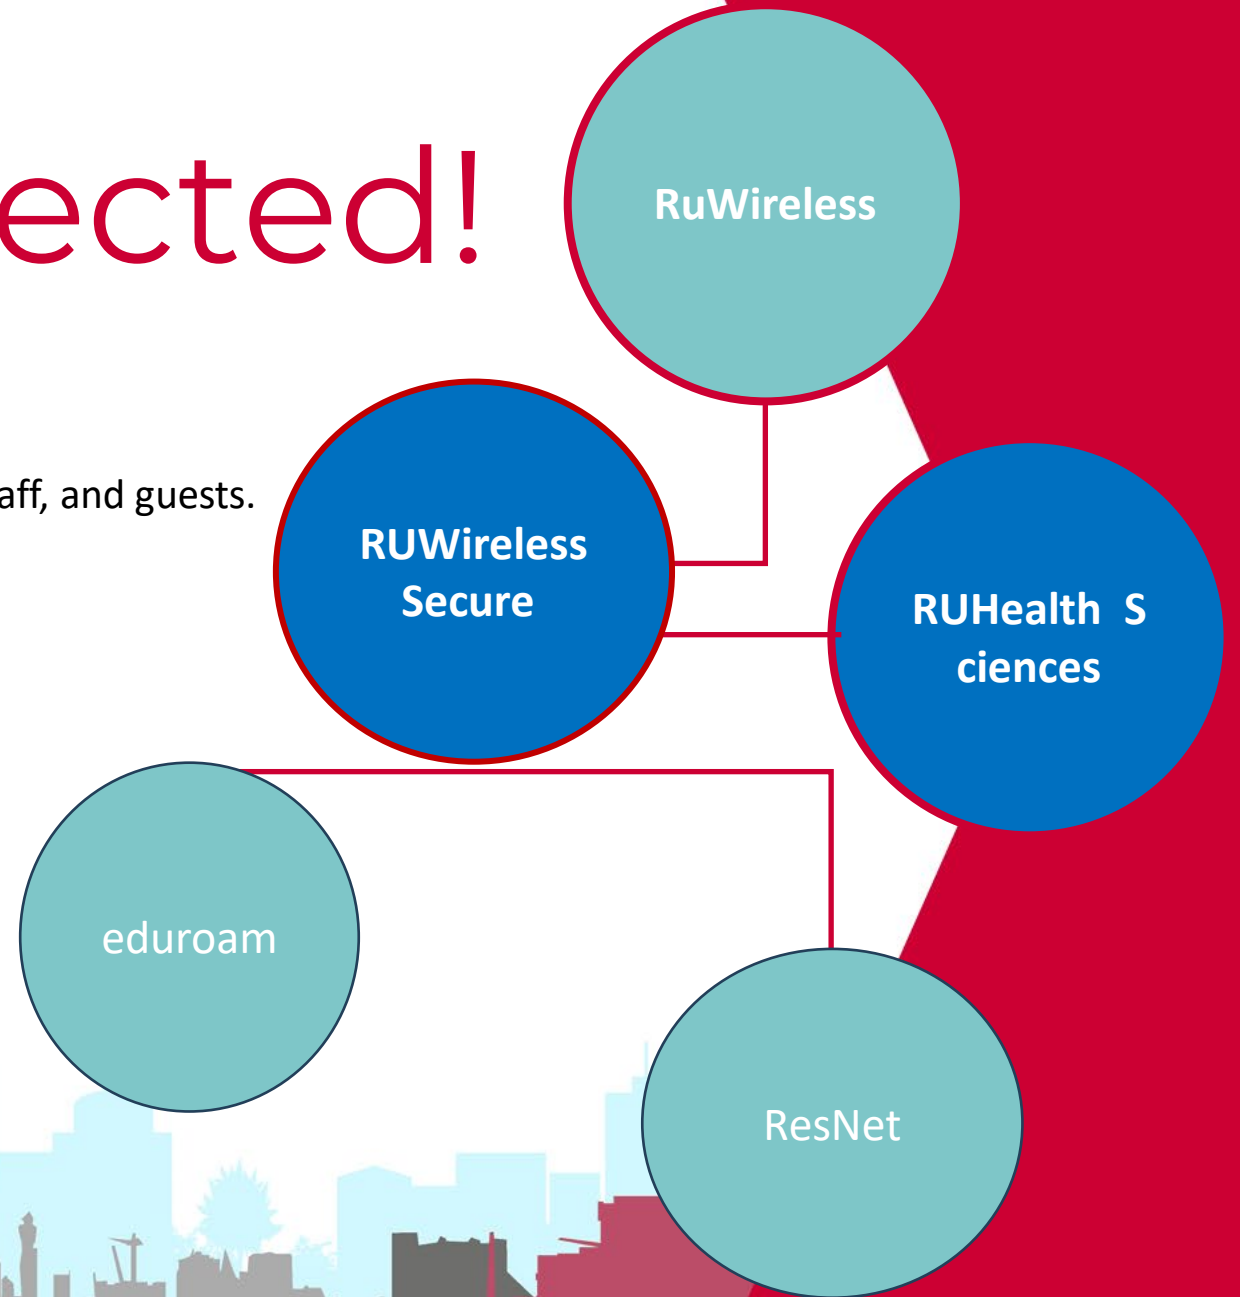 ected!
RuWireless
aff, and guests.
RUWireless
Secure
RUHealth S
ciences
eduroam
ResNet